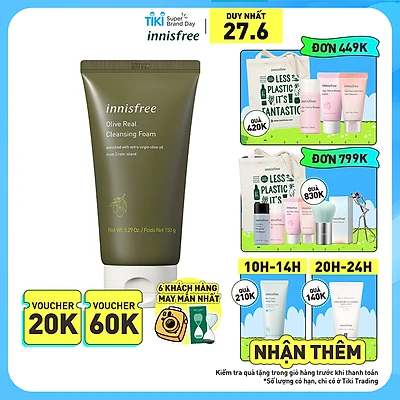 TIKI Super Brand Day
innisfree
DUY NHẤT
27.6
innisfree
Olive Real
Cleansing Foam
enriched with extra virgin olive oil
from Crete island
Net Wt. 5.29 Oz / Poids Net 150 g
VOUCHER
20K
VOUCHER
60K
6 KHÁCH HÀNG
MAY MẮN NHẤT
ĐƠN 449K
innisfree
LESS
PLASTIC
IT'S
FANTASTIC
QUÀ
420K
ĐƠN 799K
innisfree
LESS
PLASTIC
IT'S
QUÀ
830K
10H-14H
QUÀ
210K
innisfree
20H-24H
QUÀ
140K
innisfree
NHẬN THÊM
Kiểm tra quà tặng trong giỏ hàng trước khi thanh toán
*Số lượng có hạn, chỉ có ở Tiki Trading